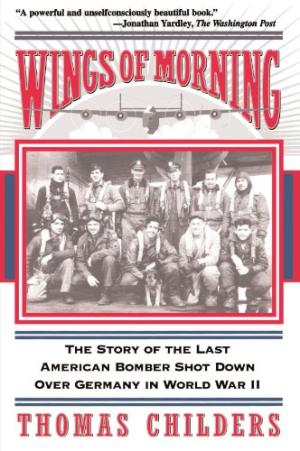 “A powerful and unselfconsciously beautiful book.”
—Jonathan Yardley, The Washington Post
WINGS OF MORNING
THE STORY OF THE LAST
AMERICAN BOMBER SHOT DOWN
OVER GERMANY IN WORLD WAR II
THOMAS CHILDERS